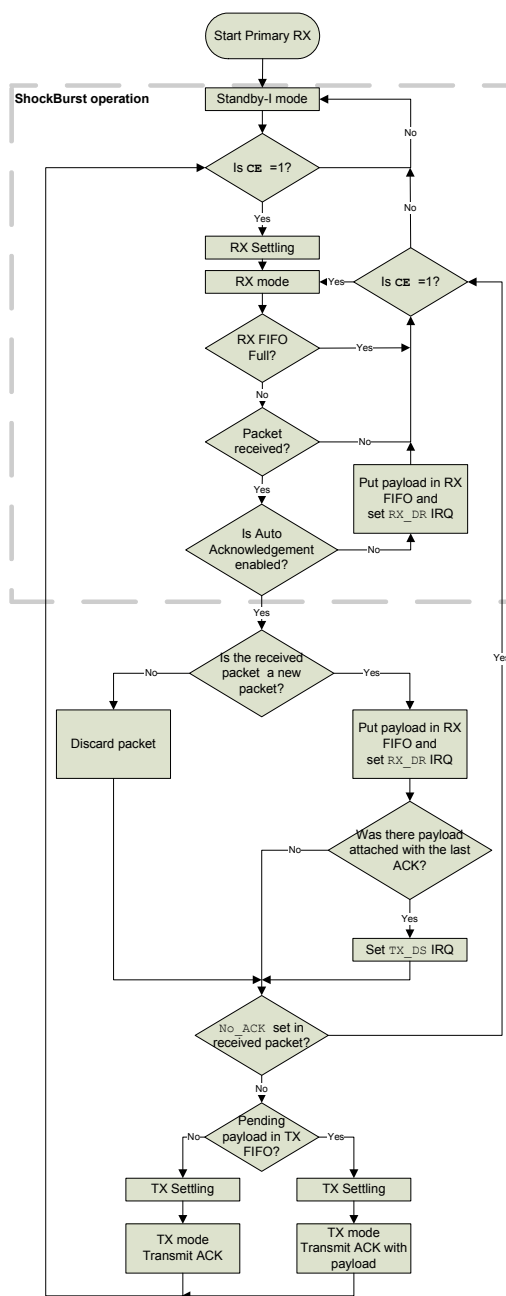 Start Primary RX
ShockBurst operation
Standby-I mode
No
Is CE =1?
No
Yes
RX Settling
RX mode
Yes
Is CE =1?
RX FIFO
Full?
Yes
No
Packet
received?
No
Put payload in RX
FIFO and
set RX_DR IRQ
Yes
Is Auto
Acknowledgement
enabled?
No
Yes
Is the received
packet a new
packet?
No
Yes
Yes
Discard packet
Put payload in RX
FIFO and
set RX_DR IRQ
Was there payload
attached with the last
ACK?
No
Yes
Set TX_DS IRQ
No_ACK set in
received packet?
No
Pending
payload in TX
FIFO?
No
Yes
TX Settling
TX Settling
TX mode
Transmit ACK
TX mode
Transmit ACK with
payload